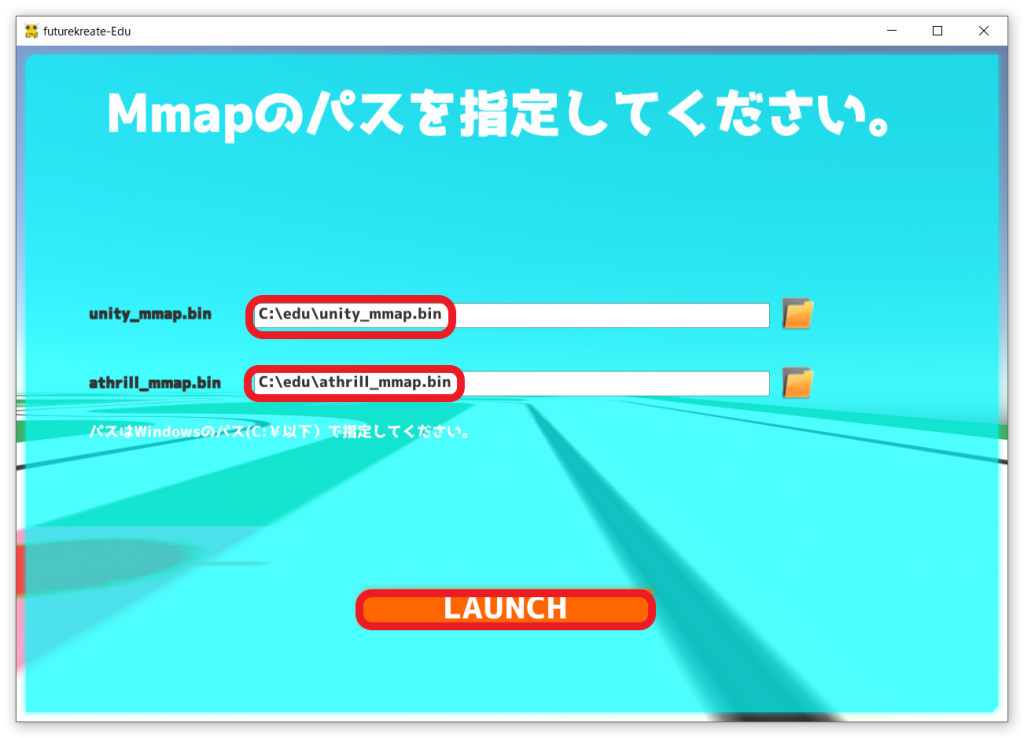 futurekreate-Edu
Mmapのパスを指定してください。
unity_mmap.bin C:\edu\unity_mmap.bin
athrill_mmap.bin C:\edu\athrill_mmap.bin
パスはWindowsのパス(C:￥以下）で指定してください。
LAUNCH